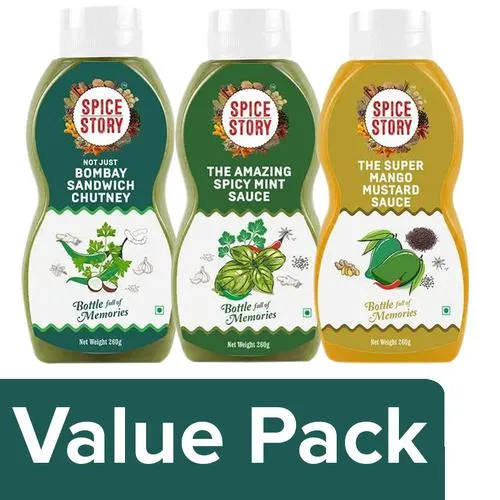 SPICE
STORY
NOT JUST
BOMBAY
SANDWICH
CHUTNEY
Bottle full of
Memories
Net Weight 260g
SPICE
STORY
THE AMAZING
SPICY MINT
SAUCE
Bottle full of
Memories
Net Weight 260g
SPICE
STORY
THE SUPER
MANGO
MUSTARD
SAUCE
Bottle full of
Memories
Net Weight 260g
Value Pack